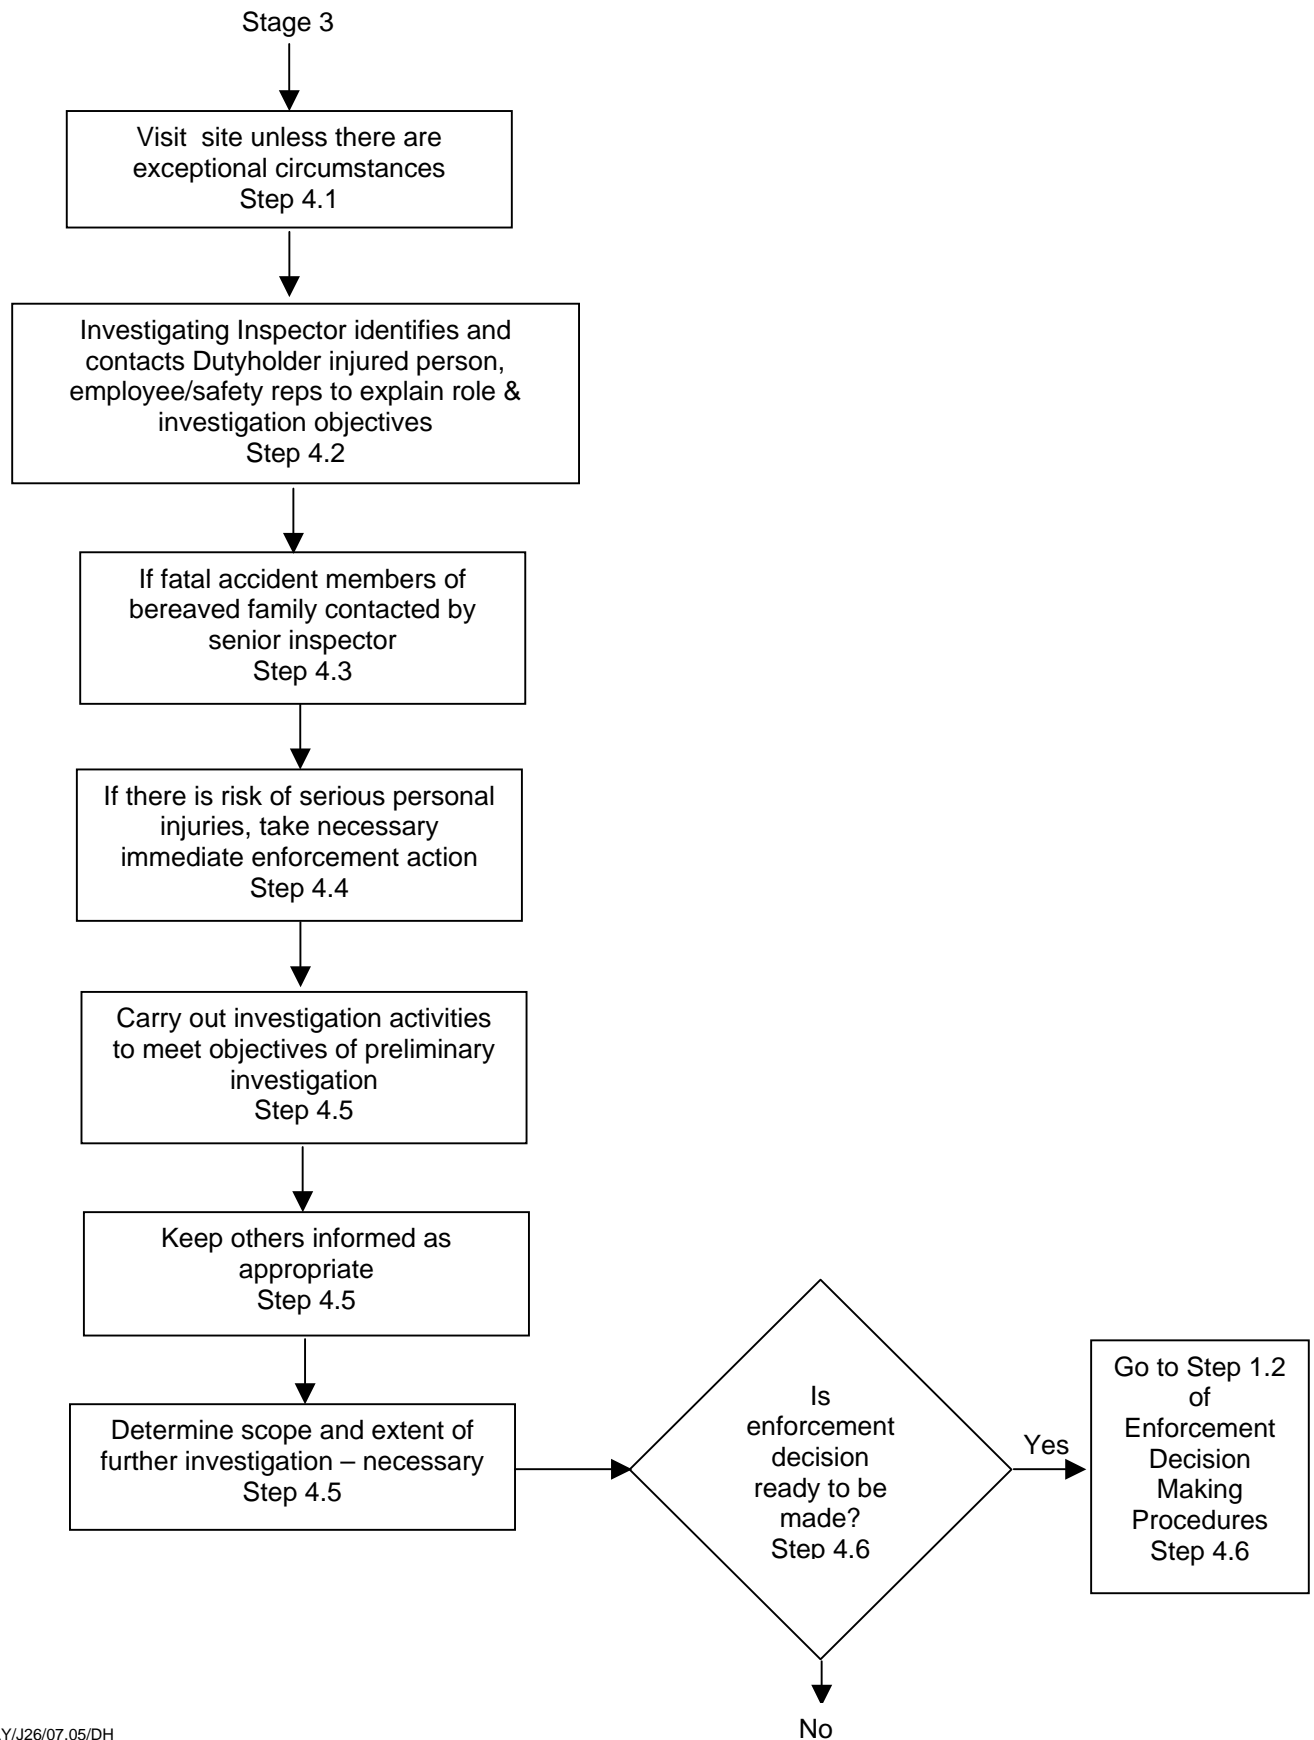 Stage 3
Visit site unless there are
exceptional circumstances
Step 4.1
Investigating Inspector identifies and
contacts Dutyholder injured person,
employee/safety reps to explain role &
investigation objectives
Step 4.2
If fatal accident members of
bereaved family contacted by
senior inspector
Step 4.3
If there is risk of serious personal
injuries, take necessary
immediate enforcement action
Step 4.4
Carry out investigation activities
to meet objectives of preliminary
investigation
Step 4.5
Keep others informed as
appropriate
Step 4.5
Determine scope and extent of
further investigation – necessary
Step 4.5
Is
enforcement
decision
ready to be
made?
Step 4.6
Yes
Go to Step 1.2
of
Enforcement
Decision
Making
Procedures
Step 4.6
No
Y/J26/07.05/DH